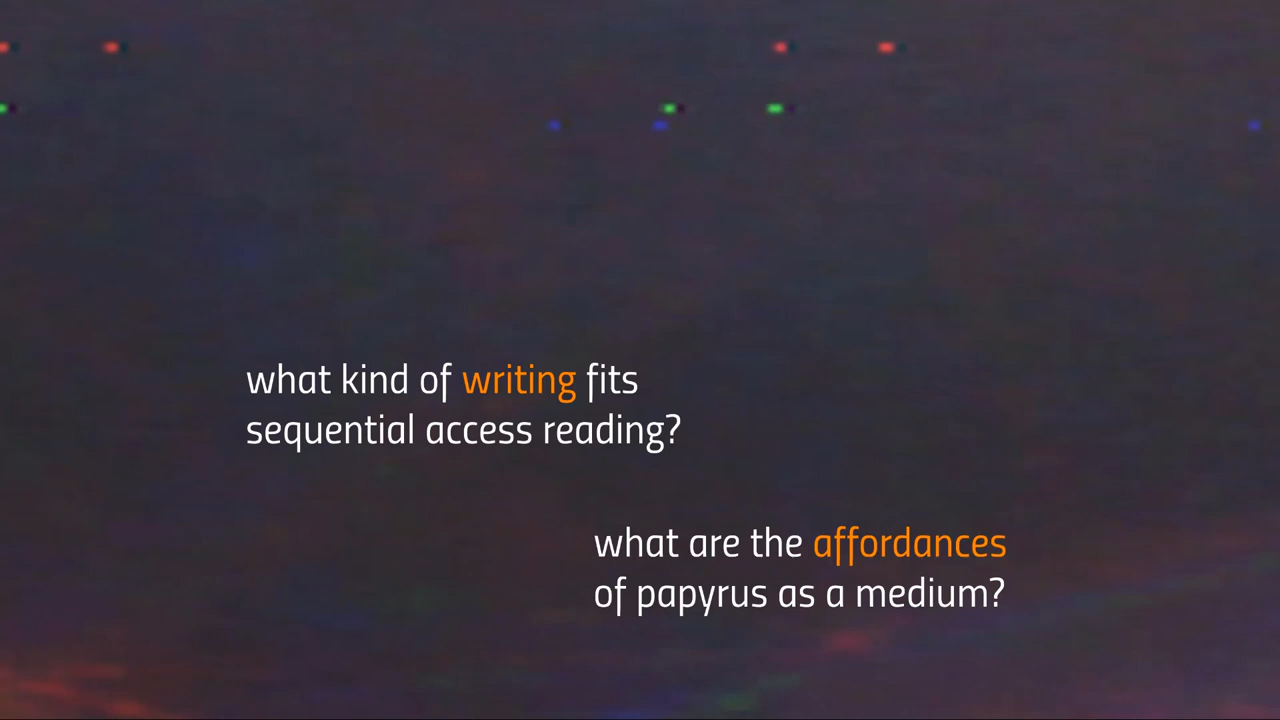 what kind of writing fits
sequential access reading?
what are the affordances
of papyrus as a medium?